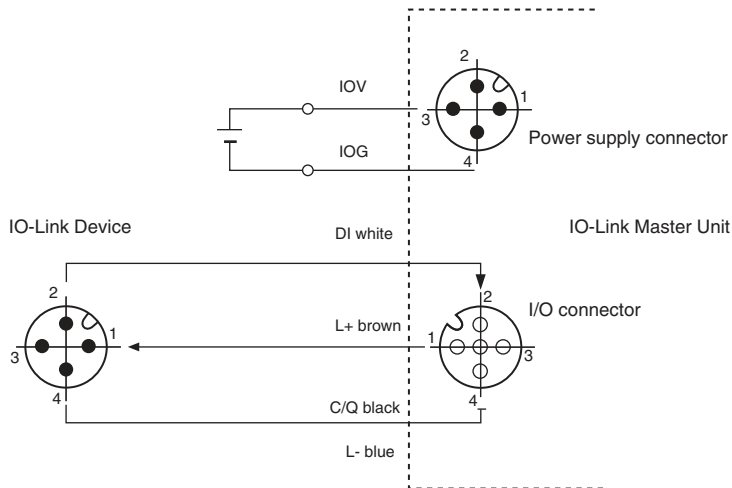 2
IOV
1
3
Power supply connector
IOG
4
IO-Link Device
DI white
IO-Link Master Unit
2
2
I/O connector
L+ brown
1
1
3
3
4
4
C/Q black
L- blue